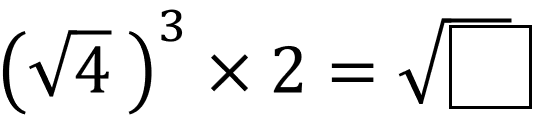 (√4)³ × 2 = √□